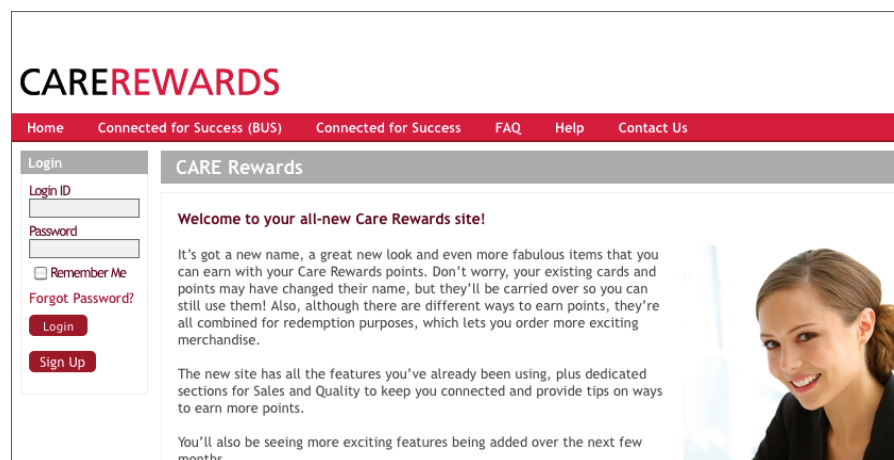 CAREREWARDS
Home Connected for Success (BUS) Connected for Success FAQ Help Contact Us
Login
Login ID
Password
Remember Me
Forgot Password?
Login
Sign Up
CARE Rewards
Welcome to your all-new Care Rewards site!
It's got a new name, a great new look and even more fabulous items that you
can earn with your Care Rewards points. Don't worry, your existing cards and
points may have changed their name, but they'll be carried over so you can
still use them! Also, although there are different ways to earn points, they're
all combined for redemption purposes, which lets you order more exciting
merchandise.
The new site has all the features you've already been using, plus dedicated
sections for Sales and Quality to keep you connected and provide tips on ways
to earn more points.
You'll also be seeing more exciting features being added over the next few
months